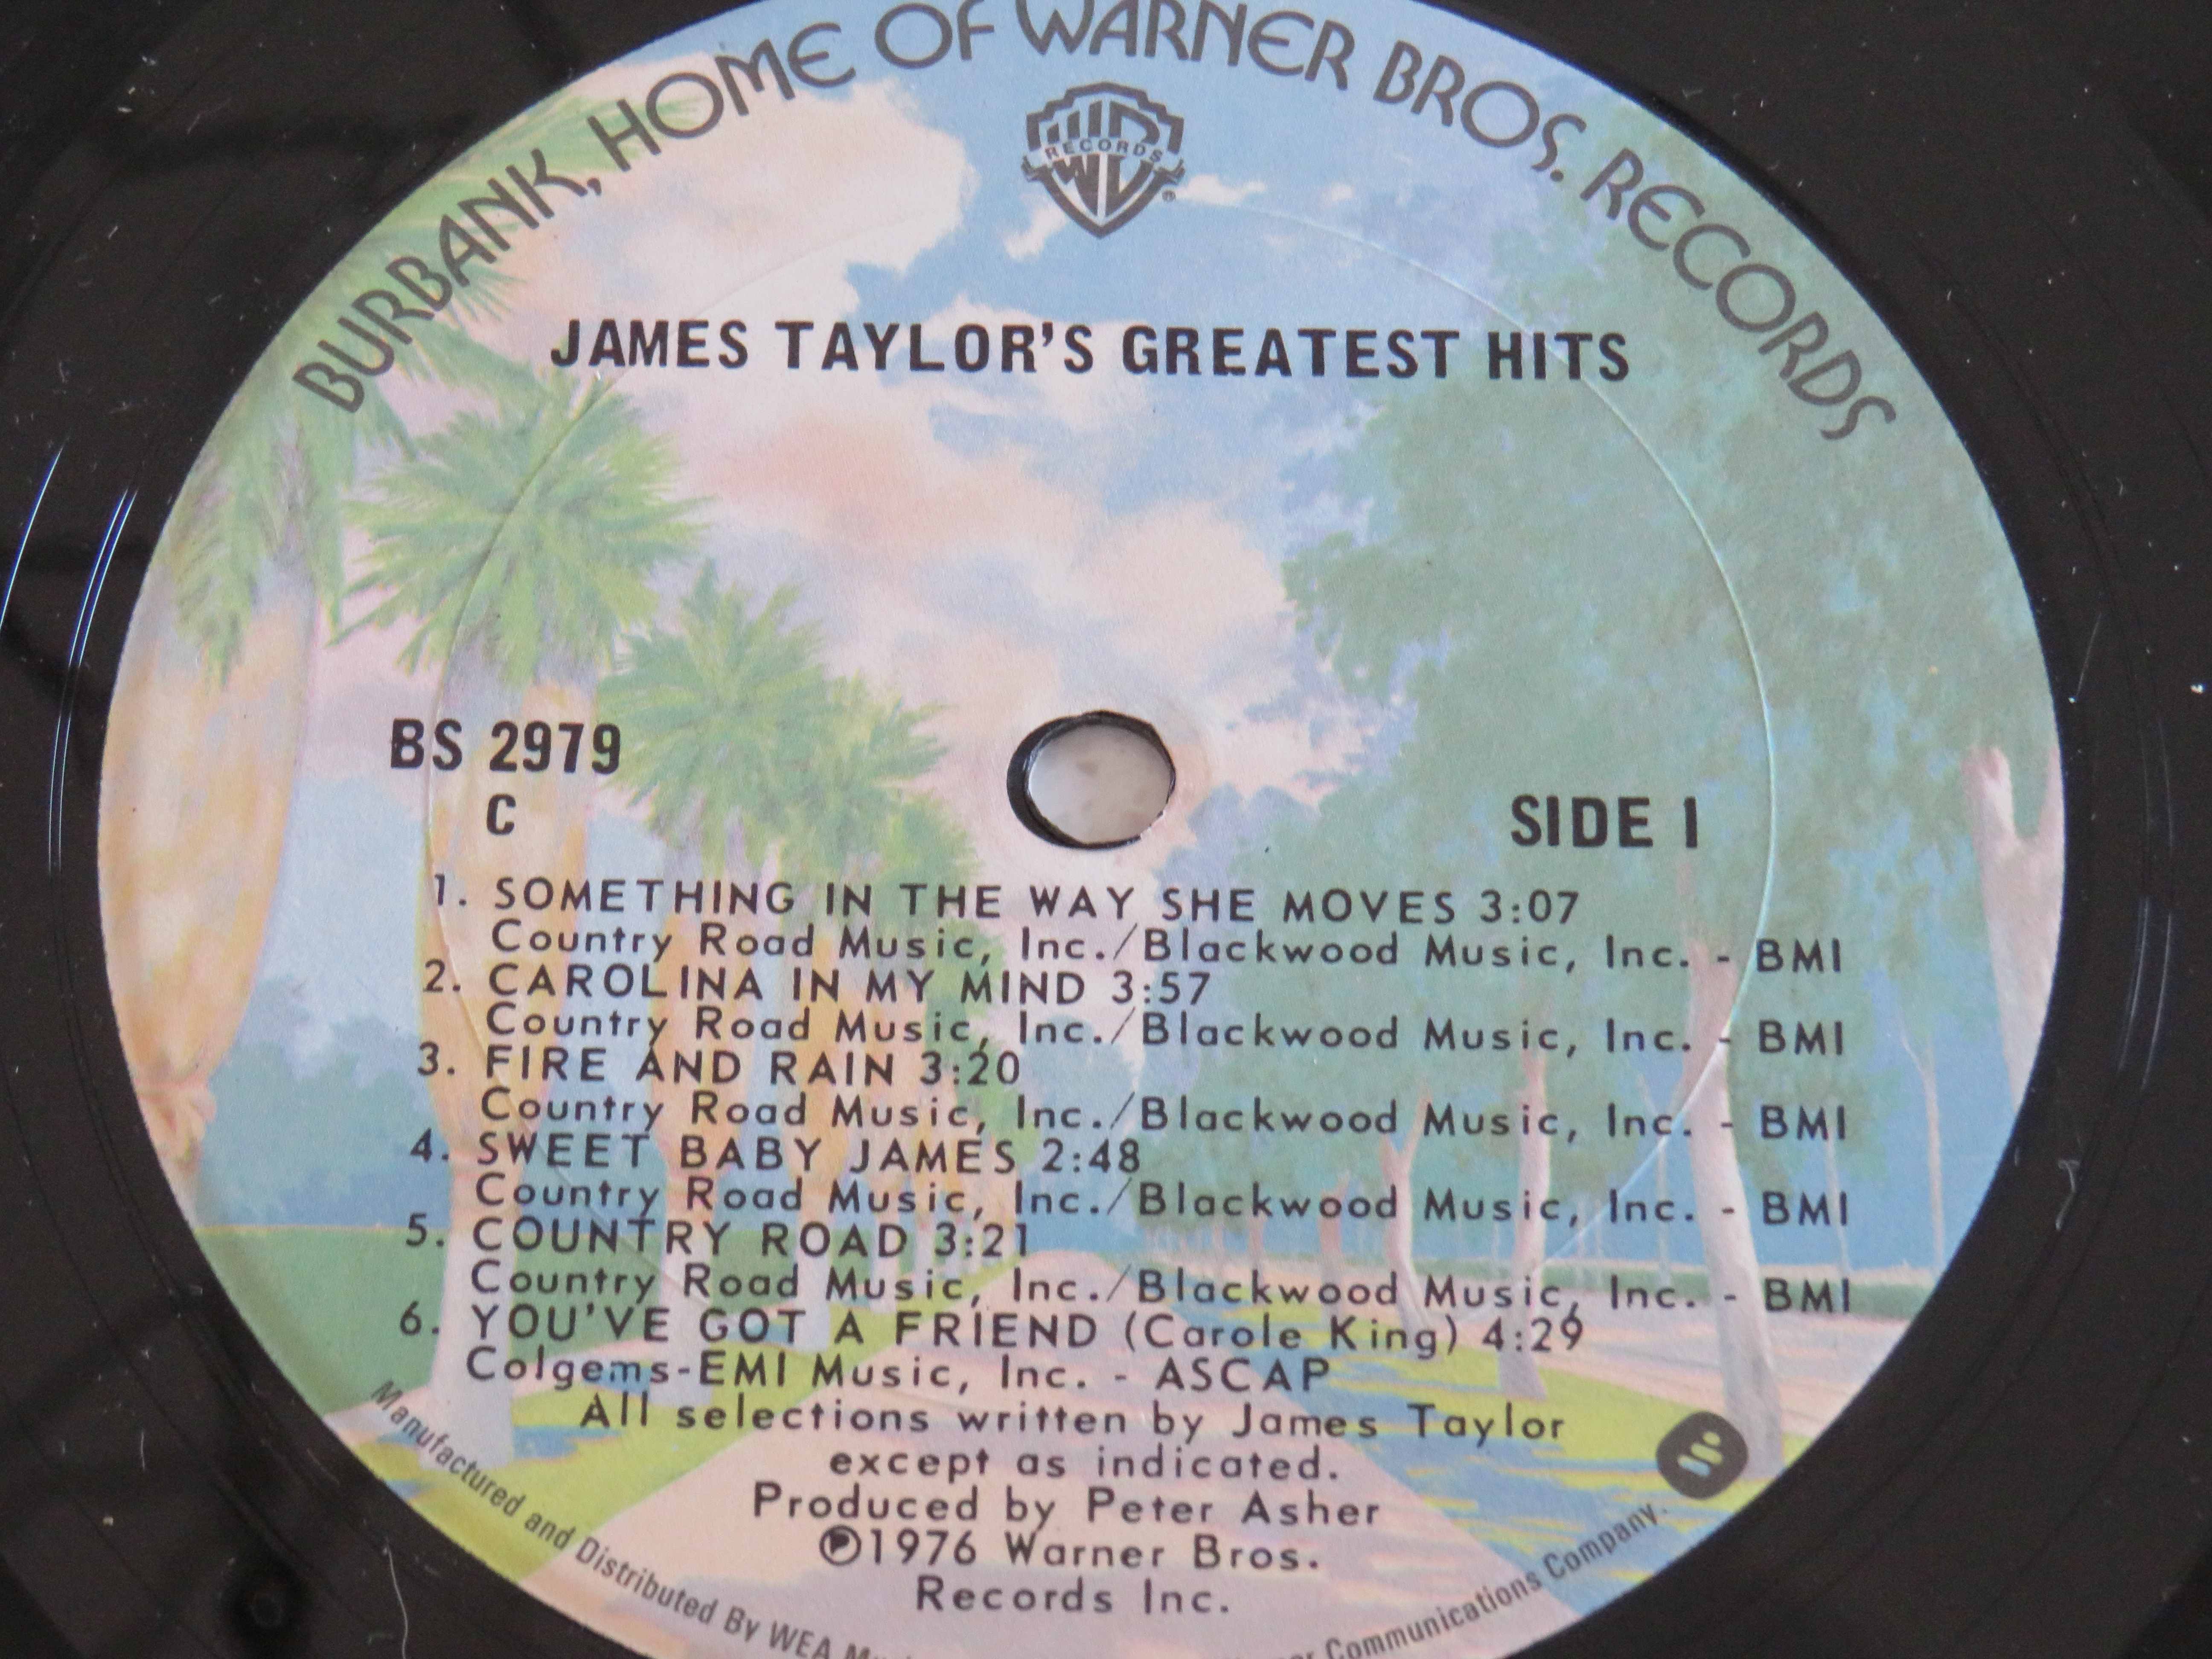 BURBANK, HOME OF WARNER BROS. RECORDS
RECORDS
JAMES TAYLOR'S GREATEST HITS
BS 2979
C
SIDE 1
1. SOMETHING IN THE WAY SHE MOVES 3:07
Country Road Music, Inc./Blackwood Music, Inc. - BMI
2. CAROLINA IN MY MIND 3:57
Country Road Music, Inc./Blackwood Music, Inc. - BMI
3. FIRE AND RAIN 3:20
Country Road Music, Inc./Blackwood Music, Inc. - BMI
4. SWEET BABY JAMES 2:48
Country Road Music, Inc./Blackwood Music, Inc. - BMI
5. COUNTRY ROAD 3:21
Country Road Music, Inc./Blackwood Music, Inc. - BMI
6. YOU'VE GOT A FRIEND (Carole King) 4:29
Colgems-EMI Music, Inc. - ASCAP
All selections written by James Taylor
except as indicated.
Produced by Peter Asher
℗1976 Warner Bros.
Records Inc.
Manufactured and Distributed By WEA
Communications Company.